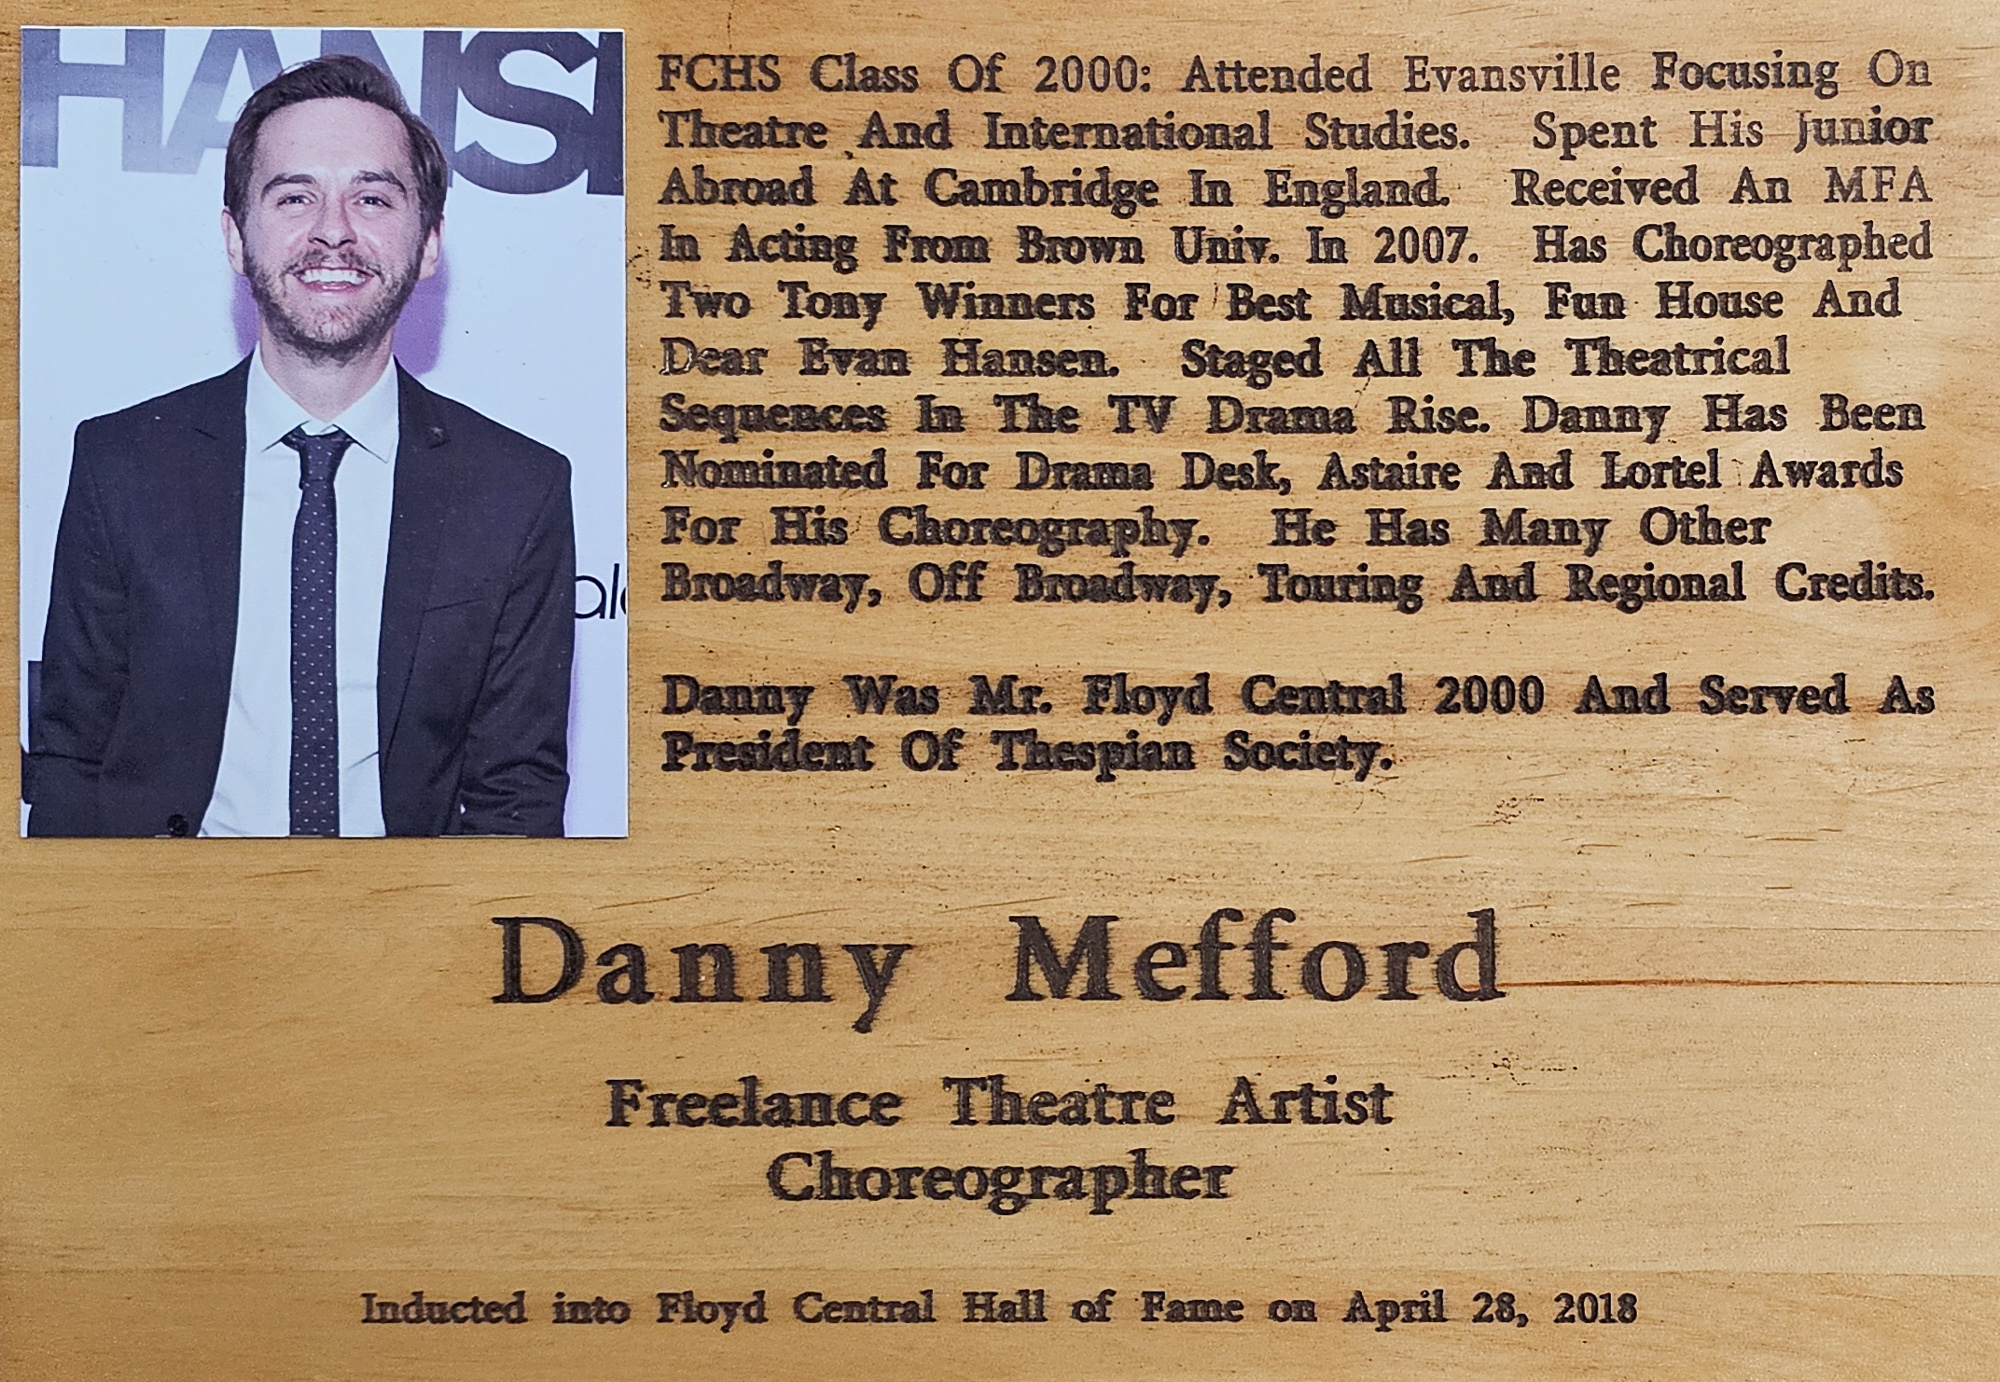 HANS
FCHS Class Of 2000: Attended Evansville Focusing On
Theatre And International Studies. Spent His Junior
Abroad At Cambridge In England. Received An MFA
In Acting From Brown Univ. In 2007. Has Choreographed
Two Tony Winners For Best Musical, Fun House And
Dear Evan Hansen. Staged All The Theatrical
Sequences In The TV Drama Rise. Danny Has Been
Nominated For Drama Desk, Astaire And Lortel Awards
For His Choreography. He Has Many Other
Broadway, Off Broadway, Touring And Regional Credits.
Danny Was Mr. Floyd Central 2000 And Served As
President Of Thespian Society.
Danny Mefford
Freelance Theatre Artist
Choreographer
Inducted into Floyd Central Hall of Fame on April 28, 2018